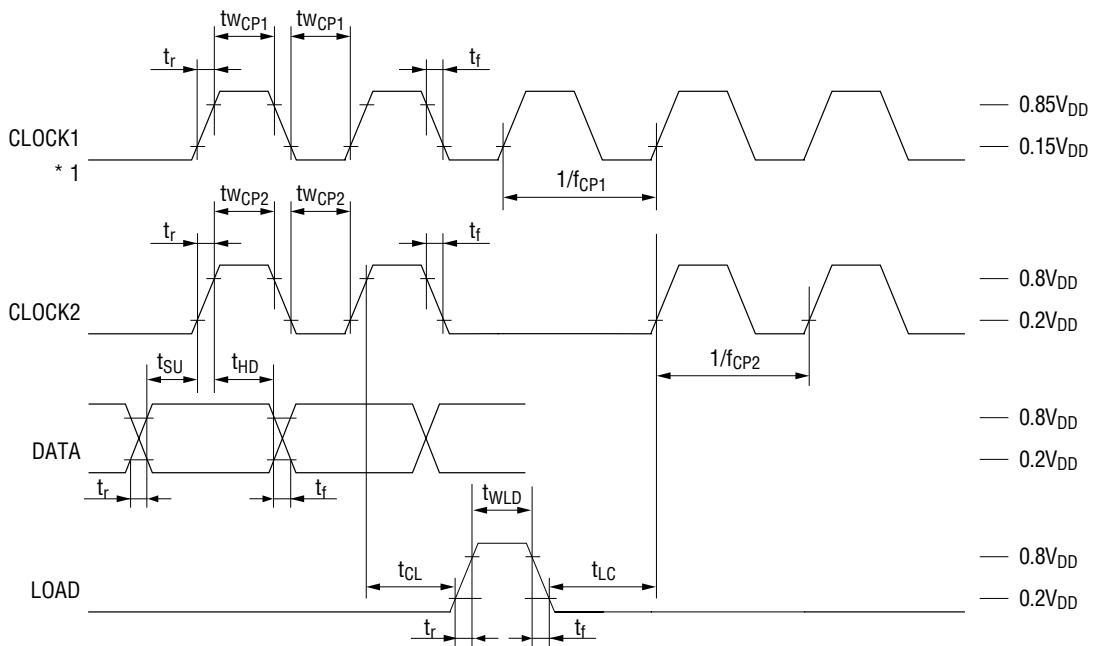 twCP1 twCP1
tr tf
CLOCK1
* 1
0.85VDD
0.15VDD
1/fCP1
twCP2 twCP2
tr tf
CLOCK2
0.8VDD
0.2VDD
1/fCP2
tSU tHD
DATA
0.8VDD
0.2VDD
tr tf
tWLD
LOAD
tCL tLC
0.8VDD
0.2VDD
tr tf